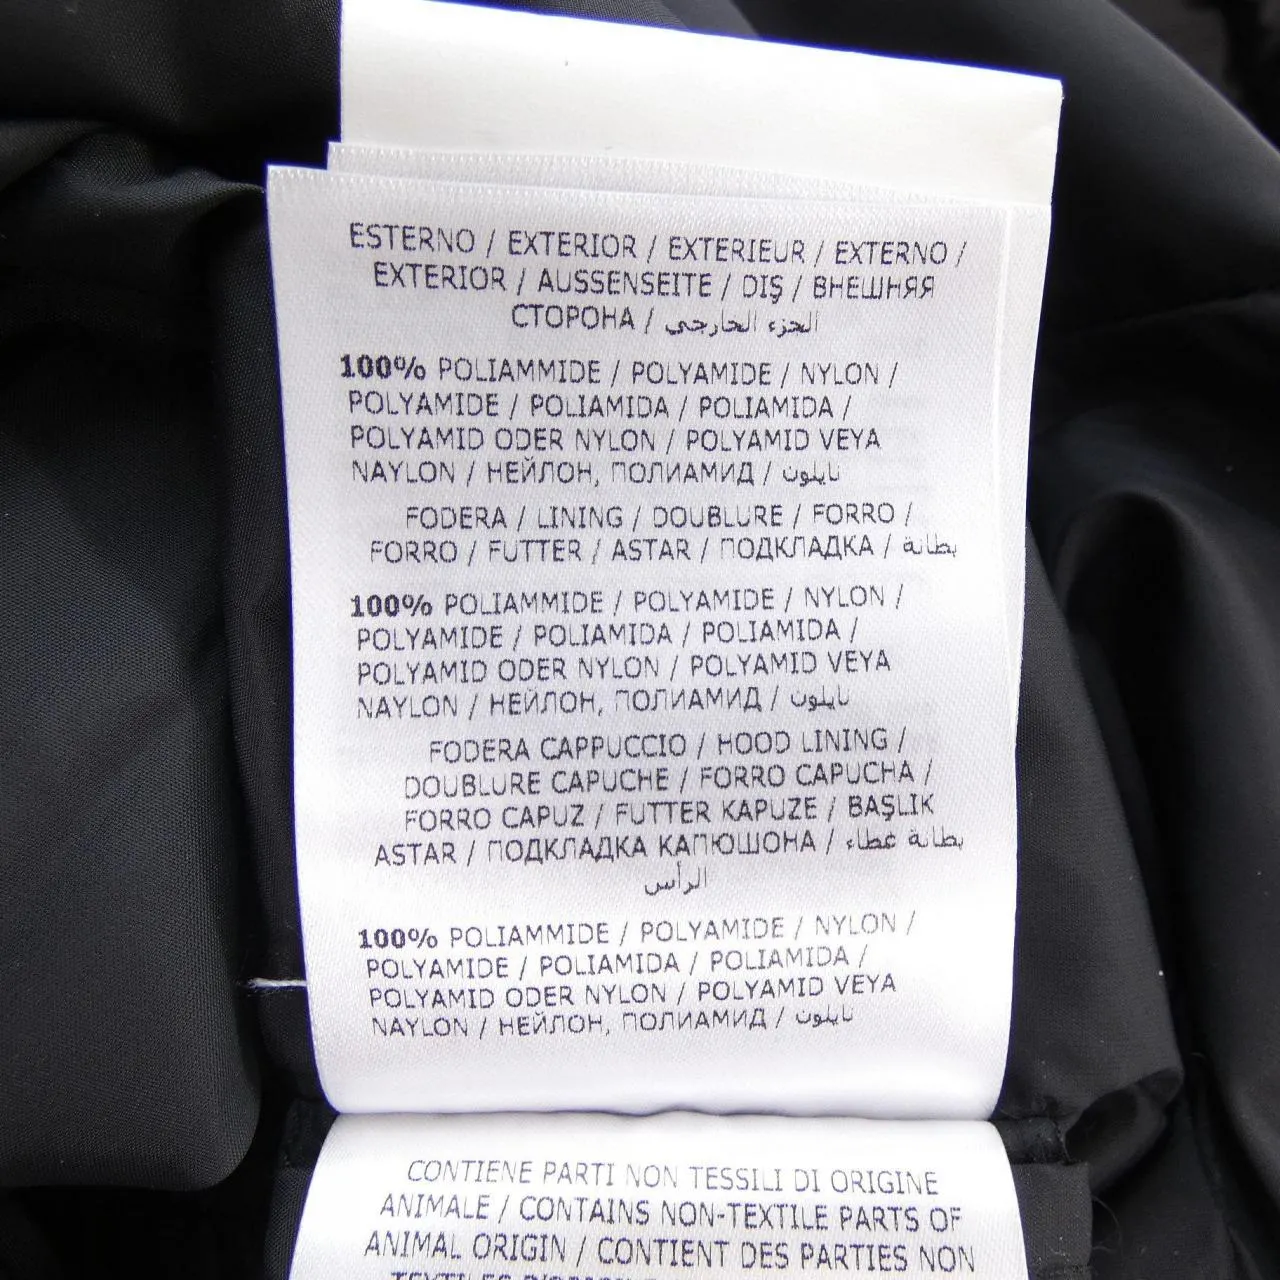 ESTERNO / EXTERIOR / EXTERIEUR / EXTERNO /
EXTERIOR / AUSSENSEITE / DIŞ / ВНЕШНЯЯ
СТОРОНА / الجزء الخارجي
100% POLIAMMIDE / POLYAMIDE / NYLON /
POLYAMIDE / POLIAMIDA / POLIAMIDA /
POLYAMID ODER NYLON / POLYAMID VEYA
NAYLON / НЕЙЛОН, ПОЛИАМИД / نايلون
FODERA / LINING / DOUBLURE / FORRO /
FORRO / FUTTER / ASTAR / ПОДКЛАДКА / بطانة
100% POLIAMMIDE / POLYAMIDE / NYLON /
POLYAMIDE / POLIAMIDA / POLIAMIDA /
POLYAMID ODER NYLON / POLYAMID VEYA
NAYLON / НЕЙЛОН, ПОЛИАМИД / نايلون
FODERA CAPPUCCIO / HOOD LINING /
DOUBLURE CAPUCHE / FORRO CAPUCHA /
FORRO CAPUZ / FUTTER KAPUZE / BAŞLIK
ASTAR / ПОДКЛАДКА КАПЮШОНА / بطانة غطاء
الرأس
100% POLIAMMIDE / POLYAMIDE / NYLON /
POLYAMIDE / POLIAMIDA / POLIAMIDA /
POLYAMID ODER NYLON / POLYAMID VEYA
NAYLON / НЕЙЛОН, ПОЛИАМИД / نايلون
CONTIENE PARTI NON TESSILI DI ORIGINE
ANIMALE / CONTAINS NON-TEXTILE PARTS OF
ANIMAL ORIGIN / CONTIENT DES PARTIES NON